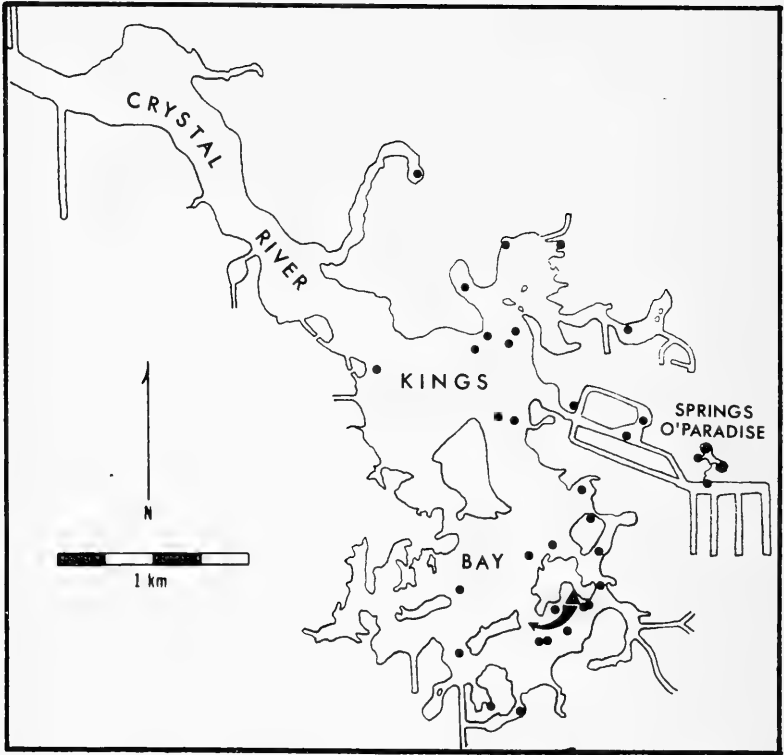 CRYSTAL
RIVER
KINGS
SPRINGS
O'PARADISE
N
BAY
1 km